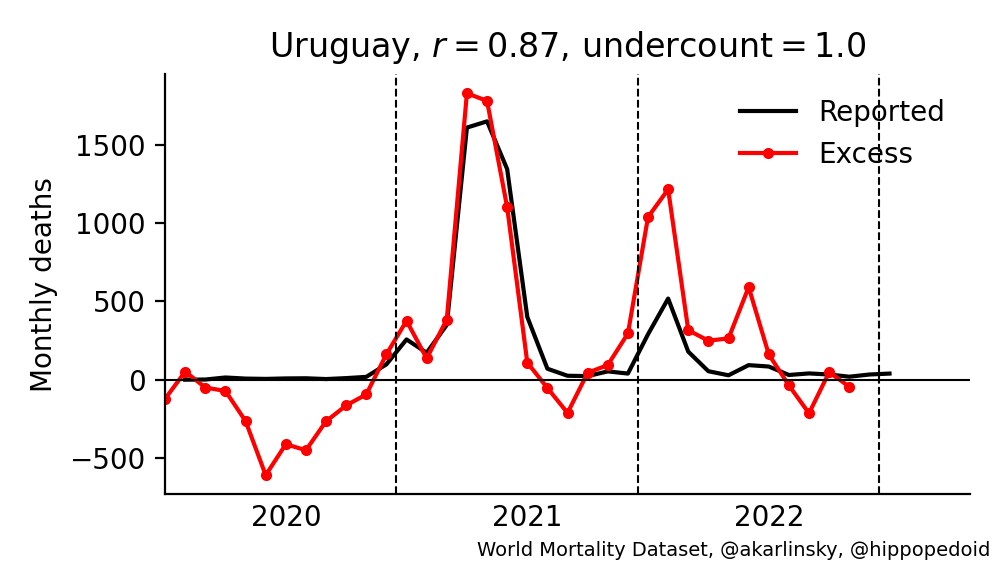 Uruguay, r = 0.87, undercount = 1.0
Monthly deaths
1500
1000
500
0
−500
Reported
Excess
2020 2021 2022
World Mortality Dataset, @akarlinsky, @hippopedoid